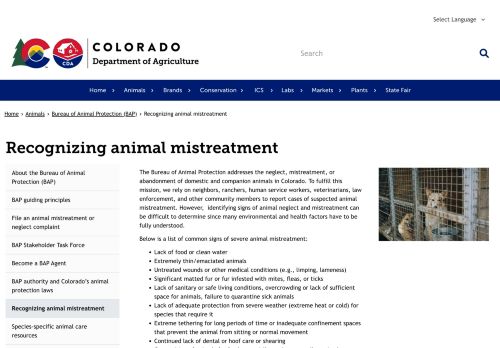 Select Language
COLORADO
Department of Agriculture
CDA
Search
Home
Animals
Brands
Conservation
ICS
Labs
Markets
Plants
State Fair
Home › Animals › Bureau of Animal Protection (BAP) › Recognizing animal mistreatment
Recognizing animal mistreatment
About the Bureau of Animal
Protection (BAP)
BAP guiding principles
File an animal mistreatment or
neglect complaint
BAP Stakeholder Task Force
Become a BAP Agent
BAP authority and Colorado's animal
protection laws
Recognizing animal mistreatment
Species-specific animal care
resources
The Bureau of Animal Protection addresses the neglect, mistreatment, or
abandonment of domestic and companion animals in Colorado. To fulfill this
mission, we rely on neighbors, ranchers, human service workers, veterinarians, law
enforcement, and other community members to report cases of suspected animal
mistreatment. However, identifying signs of animal neglect and mistreatment can
be difficult to determine since many environmental and health factors have to be
fully understood.
Below is a list of common signs of severe animal mistreatment:
• Lack of food or clean water
• Extremely thin/emaciated animals
• Untreated wounds or other medical conditions (e.g., limping, lameness)
• Significant matted fur or fur infested with mites, fleas, or ticks
• Lack of sanitary or safe living conditions, overcrowding or lack of sufficient
space for animals, failure to quarantine sick animals
• Lack of adequate protection from severe weather (extreme heat or cold) for
species that require it
• Extreme tethering for long periods of time or inadequate confinement spaces
that prevent the animal from sitting or normal movement
• Continued lack of dental or hoof care or shearing